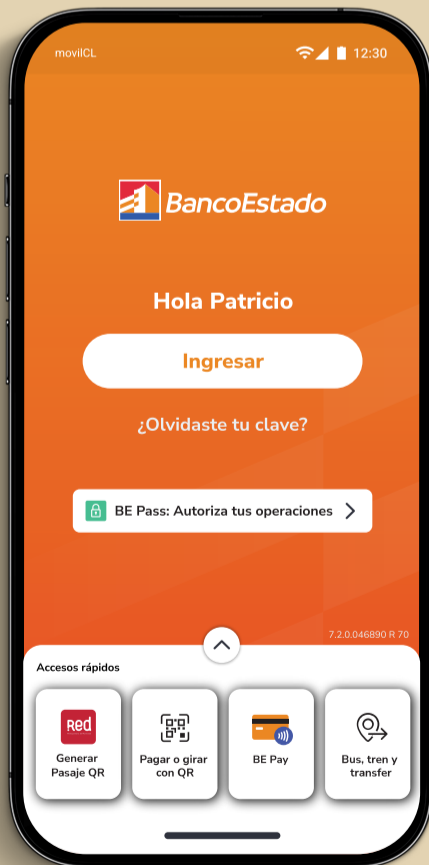 movilCL 12:30
BancoEstado
Hola Patricio
Ingresar
¿Olvidaste tu clave?
BE Pass: Autoriza tus operaciones
7.2.0.046890 R 70
Accesos rápidos
Red
Generar
Pasaje QR
Pagar o girar
con QR
BE Pay
Bus, tren y
transfer